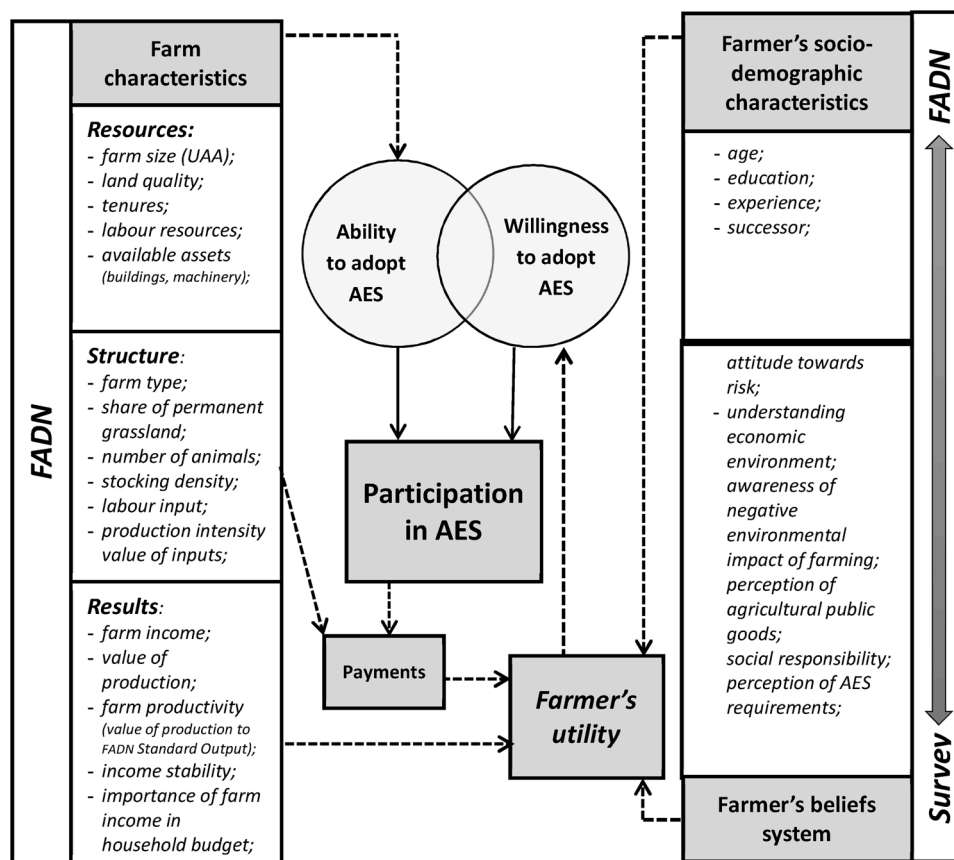 FADN
Farm
characteristics
Resources:
- farm size (UAA);
- land quality;
- tenures;
- labour resources;
- available assets
(buildings, machinery);
Structure:
- farm type;
- share of permanent
grassland;
- number of animals;
- stocking density;
- labour input;
- production intensity
value of inputs;
Results:
- farm income;
- value of
production;
- farm productivity
(value of production to
FADN Standard Output);
- income stability;
- importance of farm
income in
household budget;
Ability
to adopt
AES
Willingness
to adopt
AES
Participation
in AES
Payments
Farmer's
utility
Farmer's socio-
demographic
characteristics
- age;
- education;
- experience;
- successor;
attitude towards
risk;
- understanding
economic
environment;
awareness of
negative
environmental
impact of farming;
perception of
agricultural public
goods;
social responsibility;
perception of AES
requirements;
Farmer's beliefs
system
FADN
Survey